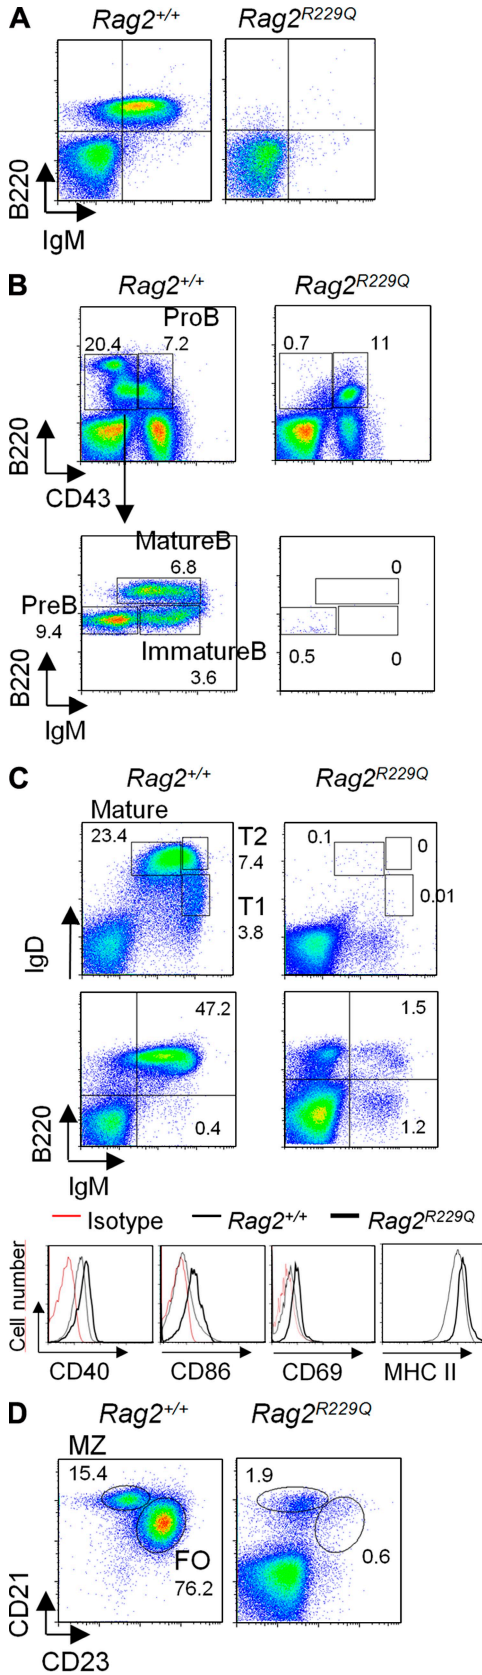 A
Rag2+/+ Rag2R229Q
B220
IgM
B
Rag2+/+ Rag2R229Q
ProB
20.4 7.2 0.7 11
B220
CD43
MatureB
6.8 0
PreB
9.4
ImmatureB
3.6 0.5 0
B220
IgM
C
Rag2+/+ Rag2R229Q
Mature
23.4 T2 0.1 0
7.4
T1 0.01
3.8
IgD
47.2 1.5
0.4 1.2
B220
IgM
Isotype Rag2+/+ Rag2R229Q
Cell number
CD40 CD86 CD69 MHC II
D
Rag2+/+ Rag2R229Q
MZ
15.4 1.9
FO 0.6
76.2
CD21
CD23